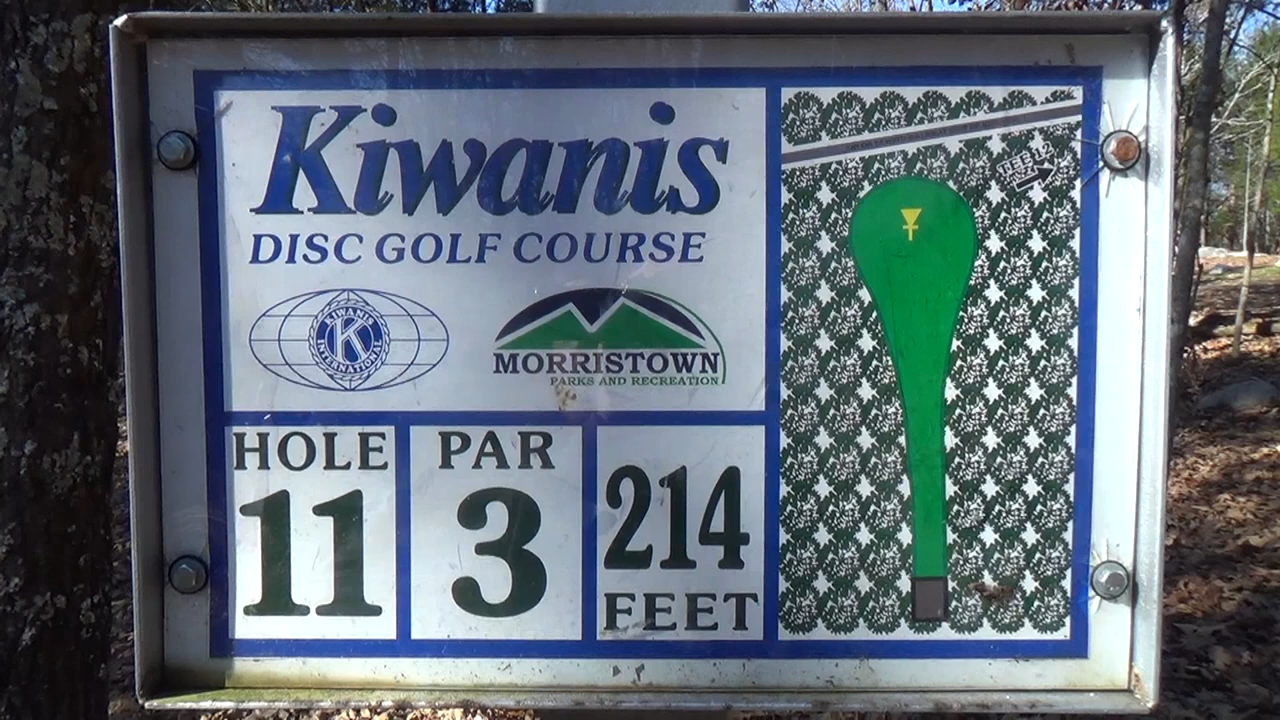 Kiwanis
DISC GOLF COURSE
KIWANIS
K
INTERNATIONAL
MORRISTOWN
PARKS AND RECREATION
HOLE
11
PAR
3
214
FEET
TEE 12